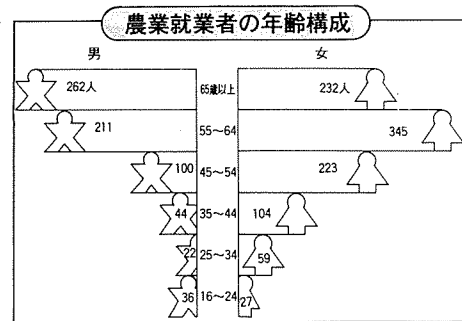 農業就業者の年齢構成
男 女
262人 65歳以上 232人
211 55～64 345
100 45～54 223
44 35～44 104
22 25～34 59
36 16～24 27